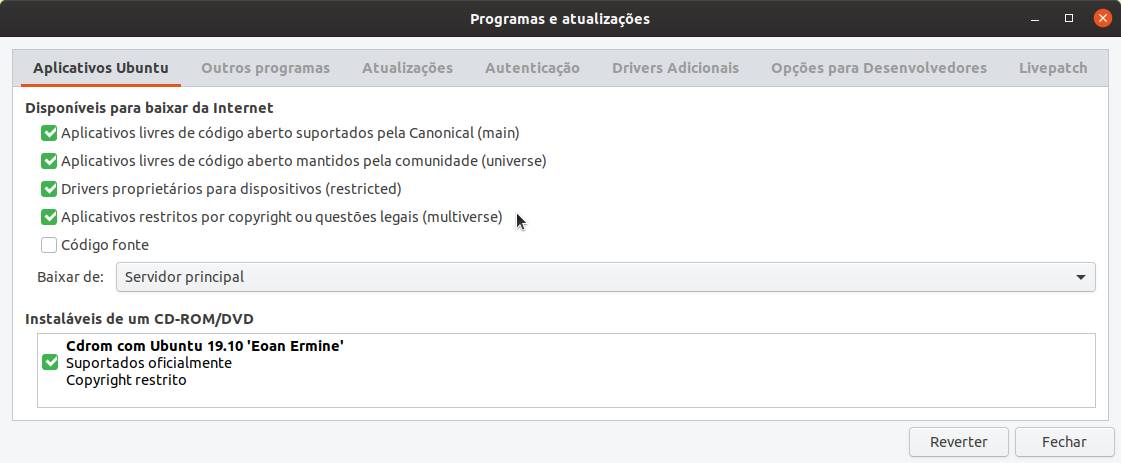 Programas e atualizações
Aplicativos Ubuntu Outros programas Atualizações Autenticação Drivers Adicionais Opções para Desenvolvedores Livepatch
Disponíveis para baixar da Internet
Aplicativos livres de código aberto suportados pela Canonical (main)
Aplicativos livres de código aberto mantidos pela comunidade (universe)
Drivers proprietários para dispositivos (restricted)
Aplicativos restritos por copyright ou questões legais (multiverse)
Código fonte
Baixar de: Servidor principal
Instaláveis de um CD-ROM/DVD
Cdrom com Ubuntu 19.10 'Eoan Ermine'
Suportados oficialmente
Copyright restrito
Reverter Fechar